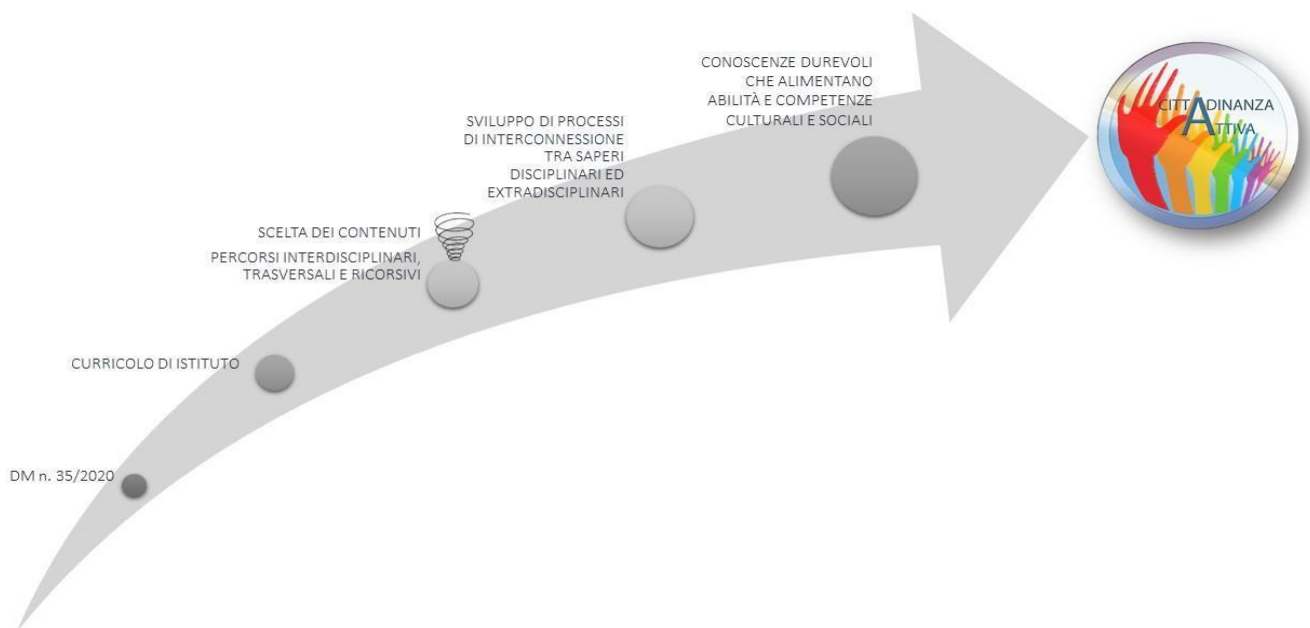 CONOSCENZE DUREVOLI
CHE ALIMENTANO
ABILITÀ E COMPETENZE
CULTURALI E SOCIALI
CITTADINANZA
ATTIVA
SVILUPPO DI PROCESSI
DI INTERCONNESSIONE
TRA SAPERI
DISCIPLINARI ED
EXTRADISCIPLINARI
SCELTA DEI CONTENUTI
PERCORSI INTERDISCIPLINARI,
TRASVERSALI E RICORSIVI
CURRICOLO DI ISTITUTO
DM n. 35/2020